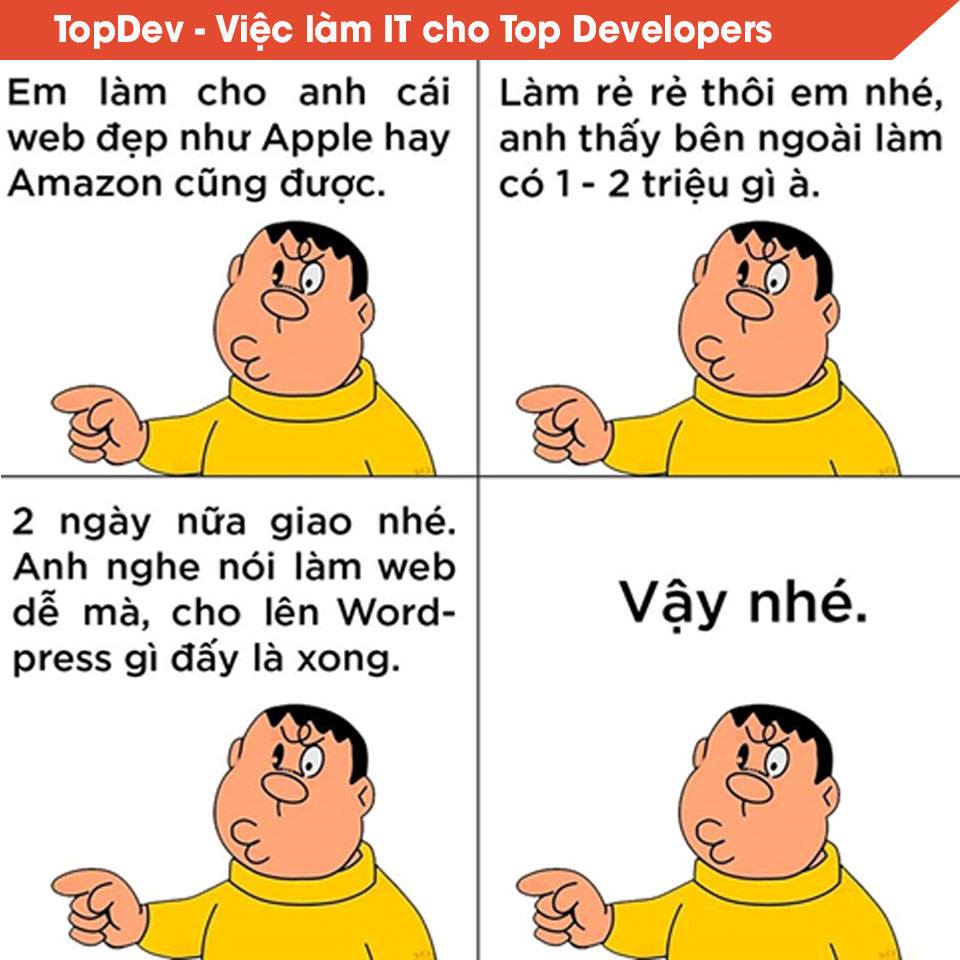 TopDev - Việc làm IT cho Top Developers
Em làm cho anh cái
web đẹp như Apple hay
Amazon cũng được.
Làm rẻ rẻ thôi em nhé,
anh thấy bên ngoài làm
có 1 - 2 triệu gì à.
2 ngày nữa giao nhé.
Anh nghe nói làm web
dễ mà, cho lên Word-
press gì đấy là xong.
Vậy nhé.